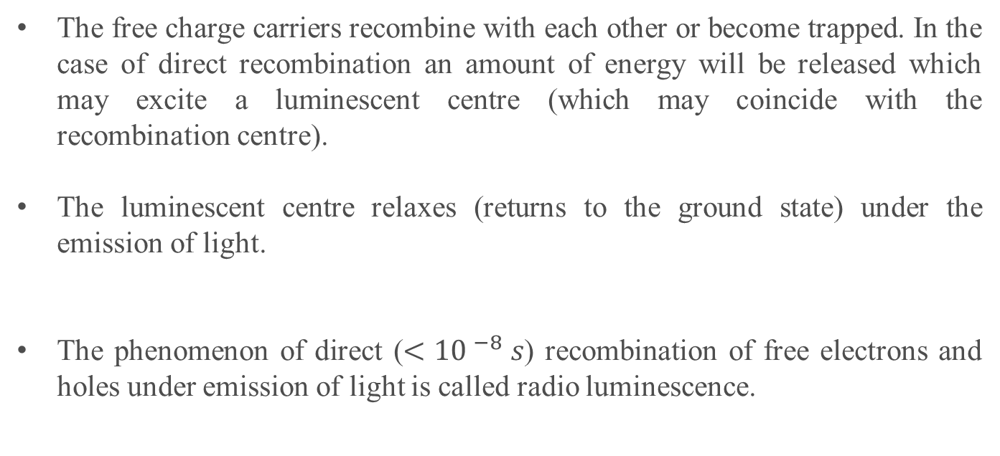 • The free charge carriers recombine with each other or become trapped. In the
case of direct recombination an amount of energy will be released which
may excite a luminescent centre (which may coincide with the
recombination centre).
• The luminescent centre relaxes (returns to the ground state) under the
emission of light.
• The phenomenon of direct (< 10 ⁻⁸ s) recombination of free electrons and
holes under emission of light is called radio luminescence.